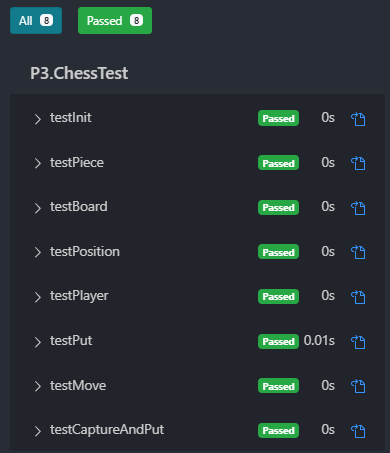 All 8 Passed 8
P3.ChessTest
testInit Passed 0s
testPiece Passed 0s
testBoard Passed 0s
testPosition Passed 0s
testPlayer Passed 0s
testPut Passed 0.01s
testMove Passed 0s
testCaptureAndPut Passed 0s